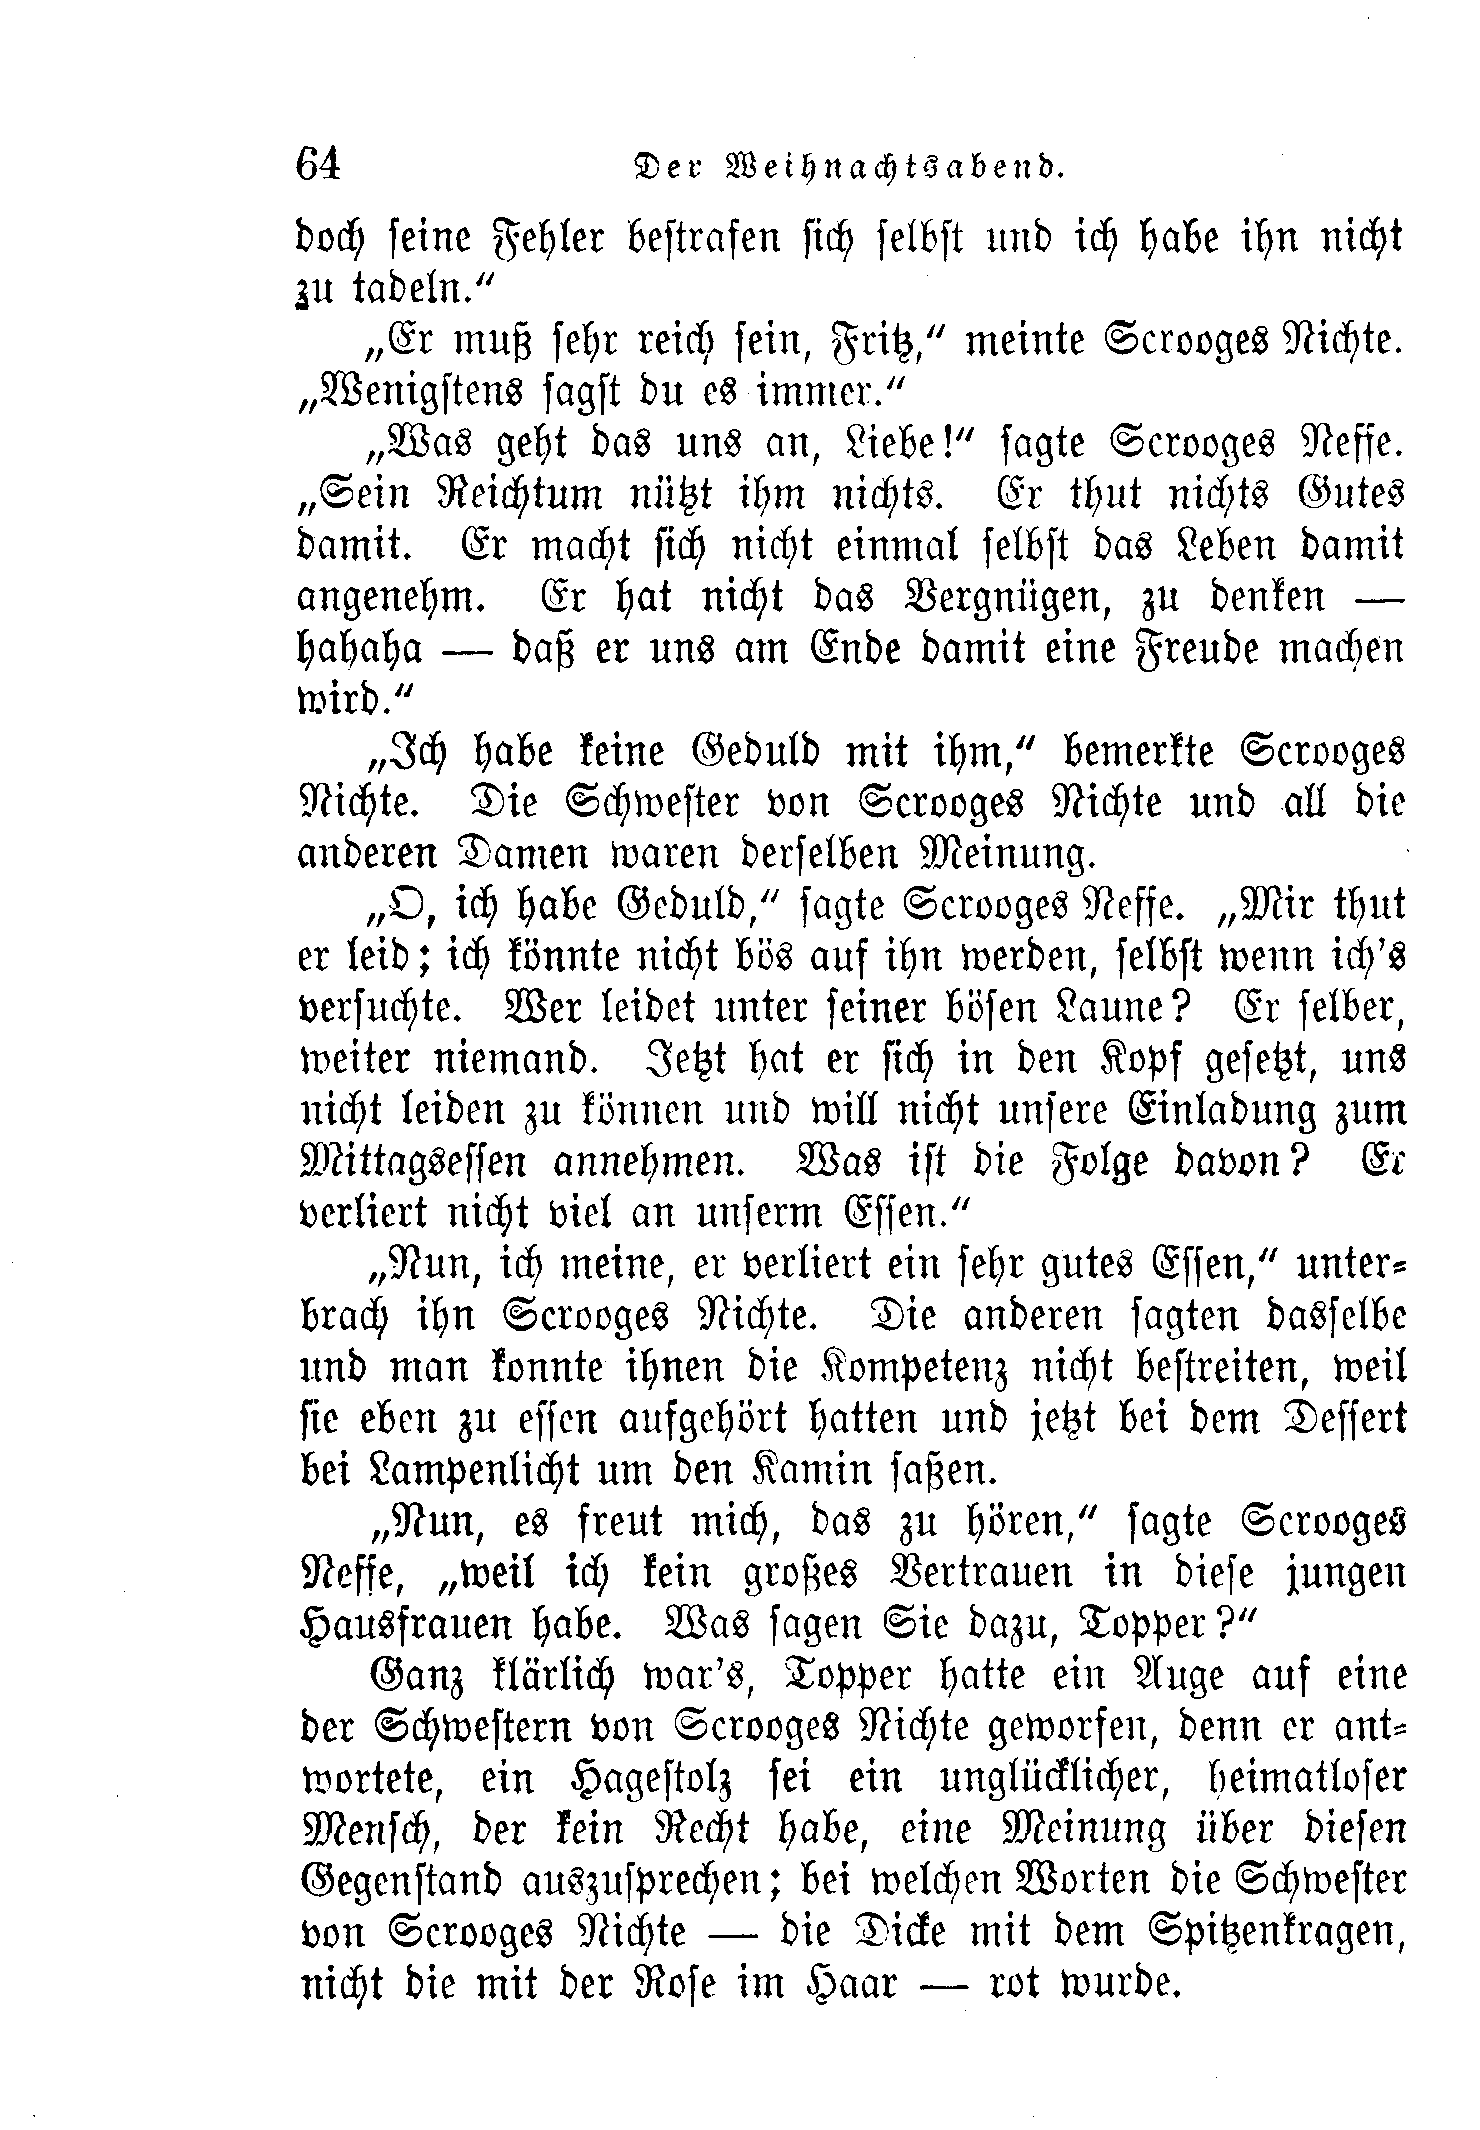 64 Der Weihnachtsabend.
doch seine Fehler bestrafen sich selbst und ich habe ihn nicht
zu tadeln.“
„Er muß sehr reich sein, Fritz,“ meinte Scrooges Nichte.
„Wenigstens sagst du es immer.“
„Was geht das uns an, Liebe!“ sagte Scrooges Neffe.
„Sein Reichtum nützt ihm nichts. Er thut nichts Gutes
damit. Er macht sich nicht einmal selbst das Leben damit
angenehm. Er hat nicht das Vergnügen, zu denken —
hahaha — daß er uns am Ende damit eine Freude machen
wird.“
„Ich habe keine Geduld mit ihm,“ bemerkte Scrooges
Nichte. Die Schwester von Scrooges Nichte und all die
anderen Damen waren derselben Meinung.
„O, ich habe Geduld,“ sagte Scrooges Neffe. „Mir thut
er leid; ich könnte nicht bös auf ihn werden, selbst wenn ich's
versuchte. Wer leidet unter seiner bösen Laune? Er selber,
weiter niemand. Jetzt hat er sich in den Kopf gesetzt, uns
nicht leiden zu können und will nicht unsere Einladung zum
Mittagsessen annehmen. Was ist die Folge davon? Er
verliert nicht viel an unserm Essen.“
„Nun, ich meine, er verliert ein sehr gutes Essen,“ unter-
brach ihn Scrooges Nichte. Die anderen sagten dasselbe
und man konnte ihnen die Kompetenz nicht bestreiten, weil
sie eben zu essen aufgehört hatten und jetzt bei dem Dessert
bei Lampenlicht um den Kamin saßen.
„Nun, es freut mich, das zu hören,“ sagte Scrooges
Neffe, „weil ich kein großes Vertrauen in diese jungen
Hausfrauen habe. Was sagen Sie dazu, Topper?“
Ganz klärlich war's, Topper hatte ein Auge auf eine
der Schwestern von Scrooges Nichte geworfen, denn er ant-
wortete, ein Hagestolz sei ein unglücklicher, heimatloser
Mensch, der kein Recht habe, eine Meinung über diesen
Gegenstand auszusprechen; bei welchen Worten die Schwester
von Scrooges Nichte — die Dicke mit dem Spitzenkragen,
nicht die mit der Rose im Haar — rot wurde.